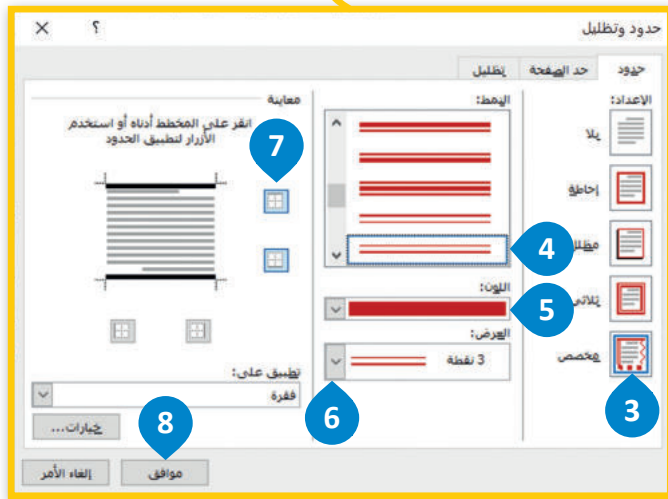 حدود وتظليل
؟
×
حدود
حد الصفحة
تظليل
الاعداد:
بلا
إحاطة
مظلل
ثلاثي
مخصص
3
النمط:
4
اللون:
5
العرض:
3 نقطة
6
معاينة
انقر على المخطط أدناه أو استخدم
الأزرار لتطبيق الحدود
7
تطبيق على:
فقرة
خيارات...
8
موافق
إلغاء الأمر